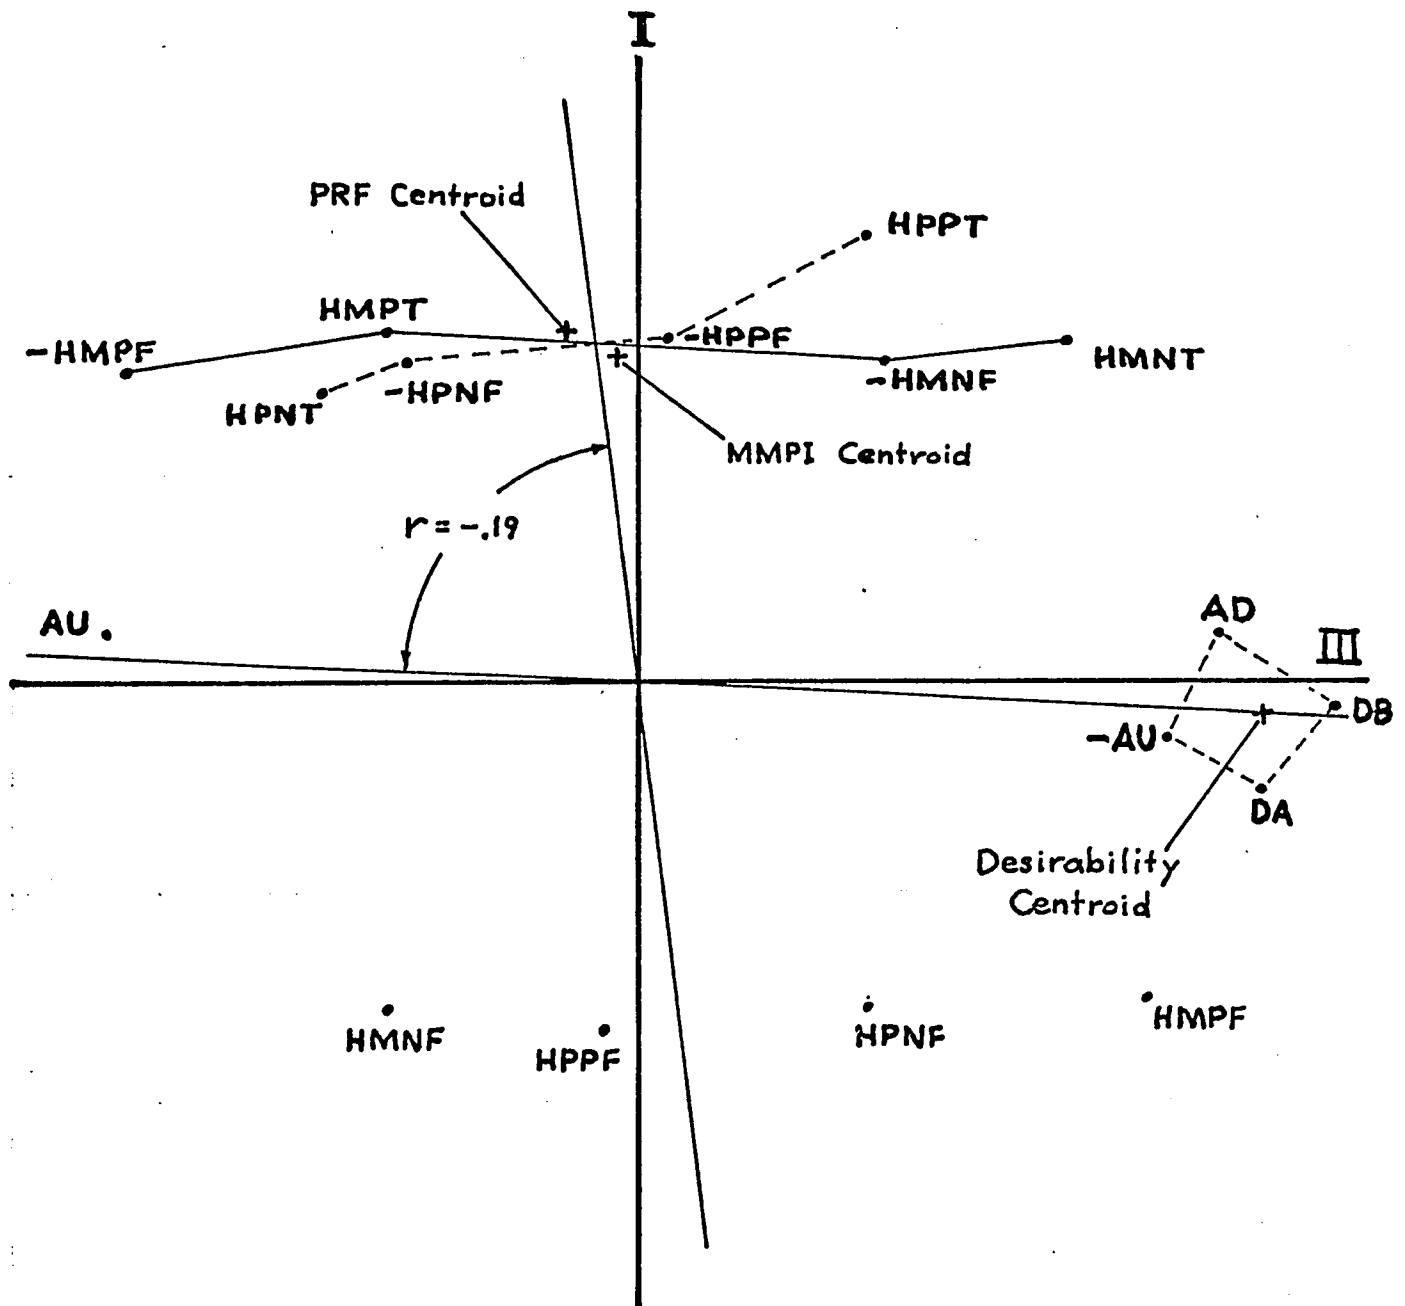 I
PRF Centroid
HPPT
HMPT
-HMPF
-HPPF
HMNT
-HPNF
-HMNF
HPNT
MMPI Centroid
r = -.19
AU
AD
III
DB
-AU
DA
Desirability
Centroid
HMNF
HPPF
HPNF
HMPF